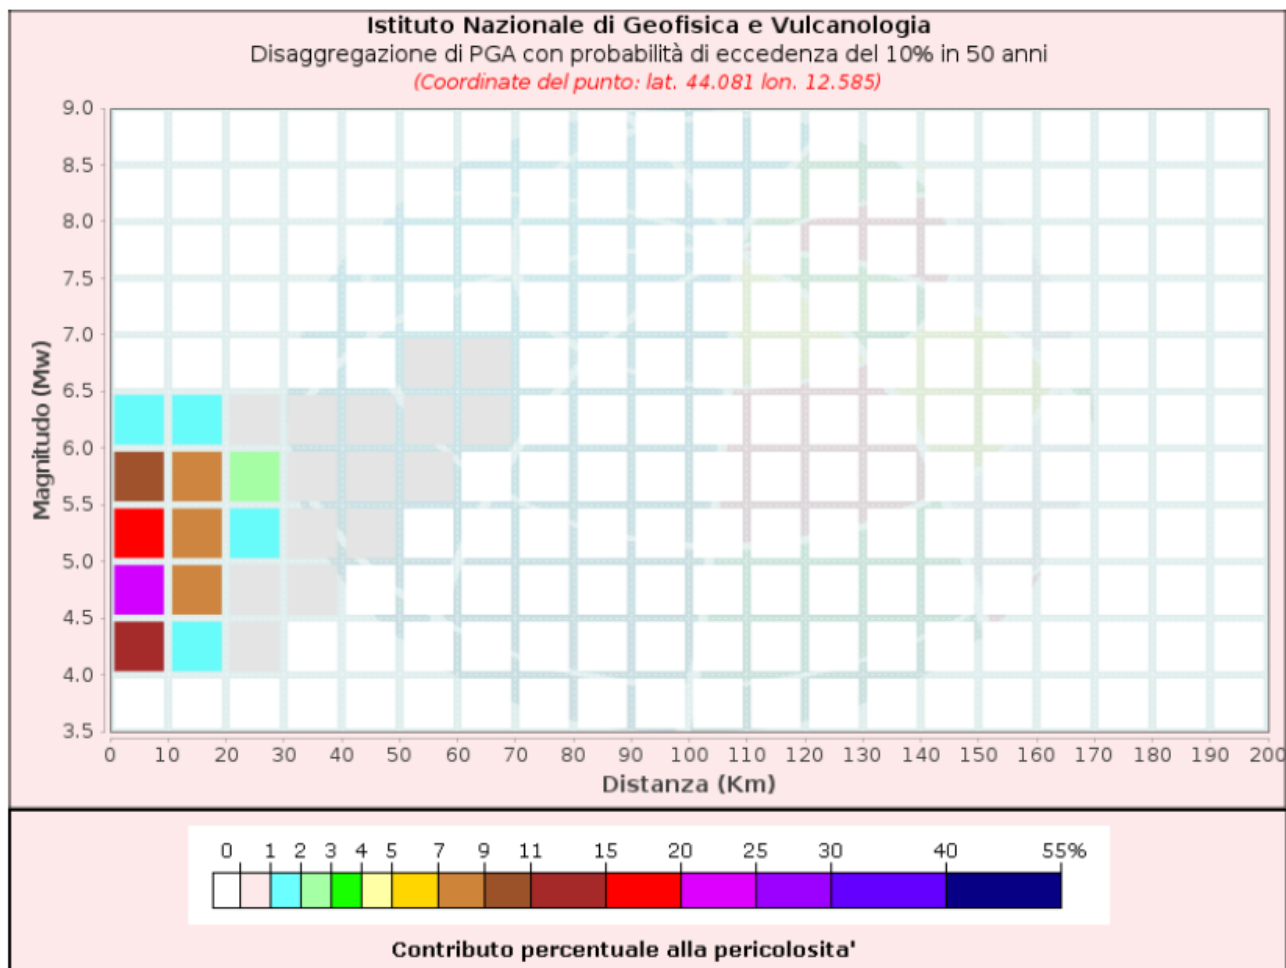 Istituto Nazionale di Geofisica e Vulcanologia
Disaggregazione di PGA con probabilità di eccedenza del 10% in 50 anni
(Coordinate del punto: lat. 44.081 lon. 12.585)
9.0
8.5
8.0
7.5
7.0
6.5
6.0
5.5
5.0
4.5
4.0
3.5
Magnitudo (Mw)
0 10 20 30 40 50 60 70 80 90 100 110 120 130 140 150 160 170 180 190 200
Distanza (Km)
0 1 2 3 4 5 7 9 11 15 20 25 30 40 55%
Contributo percentuale alla pericolosita'